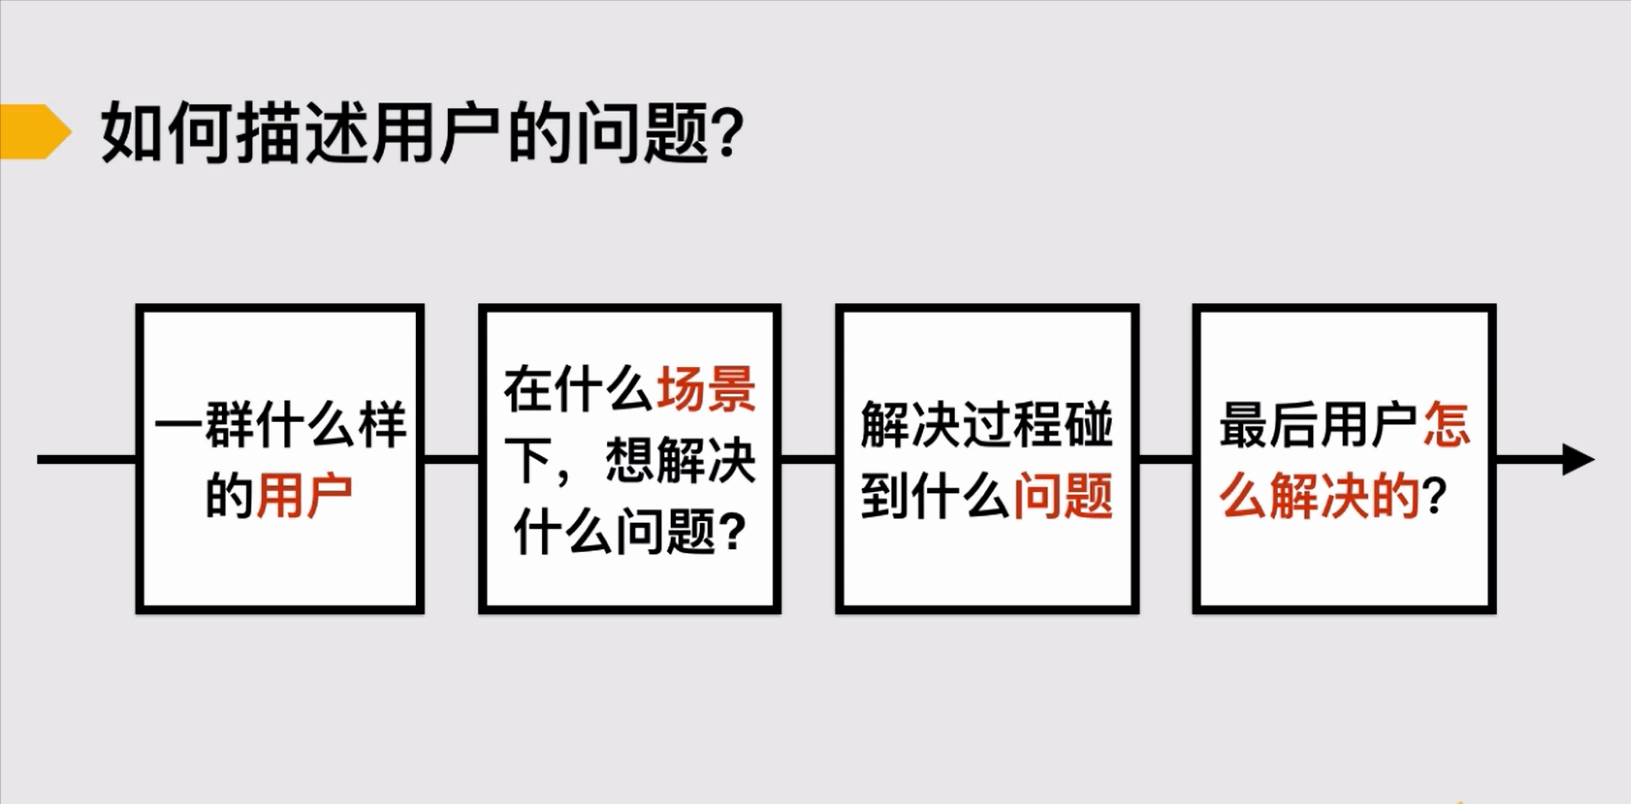 如何描述用户的问题?
一群什么样
的用户
在什么场景
下，想解决
什么问题?
解决过程碰
到什么问题
最后用户怎
么解决的?